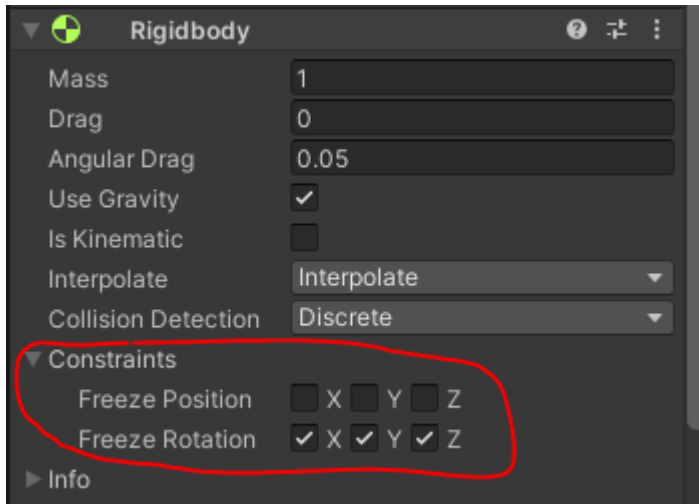 Rigidbody
Mass 1
Drag 0
Angular Drag 0.05
Use Gravity
Is Kinematic
Interpolate Interpolate
Collision Detection Discrete
Constraints
Freeze Position X Y Z
Freeze Rotation X Y Z
Info